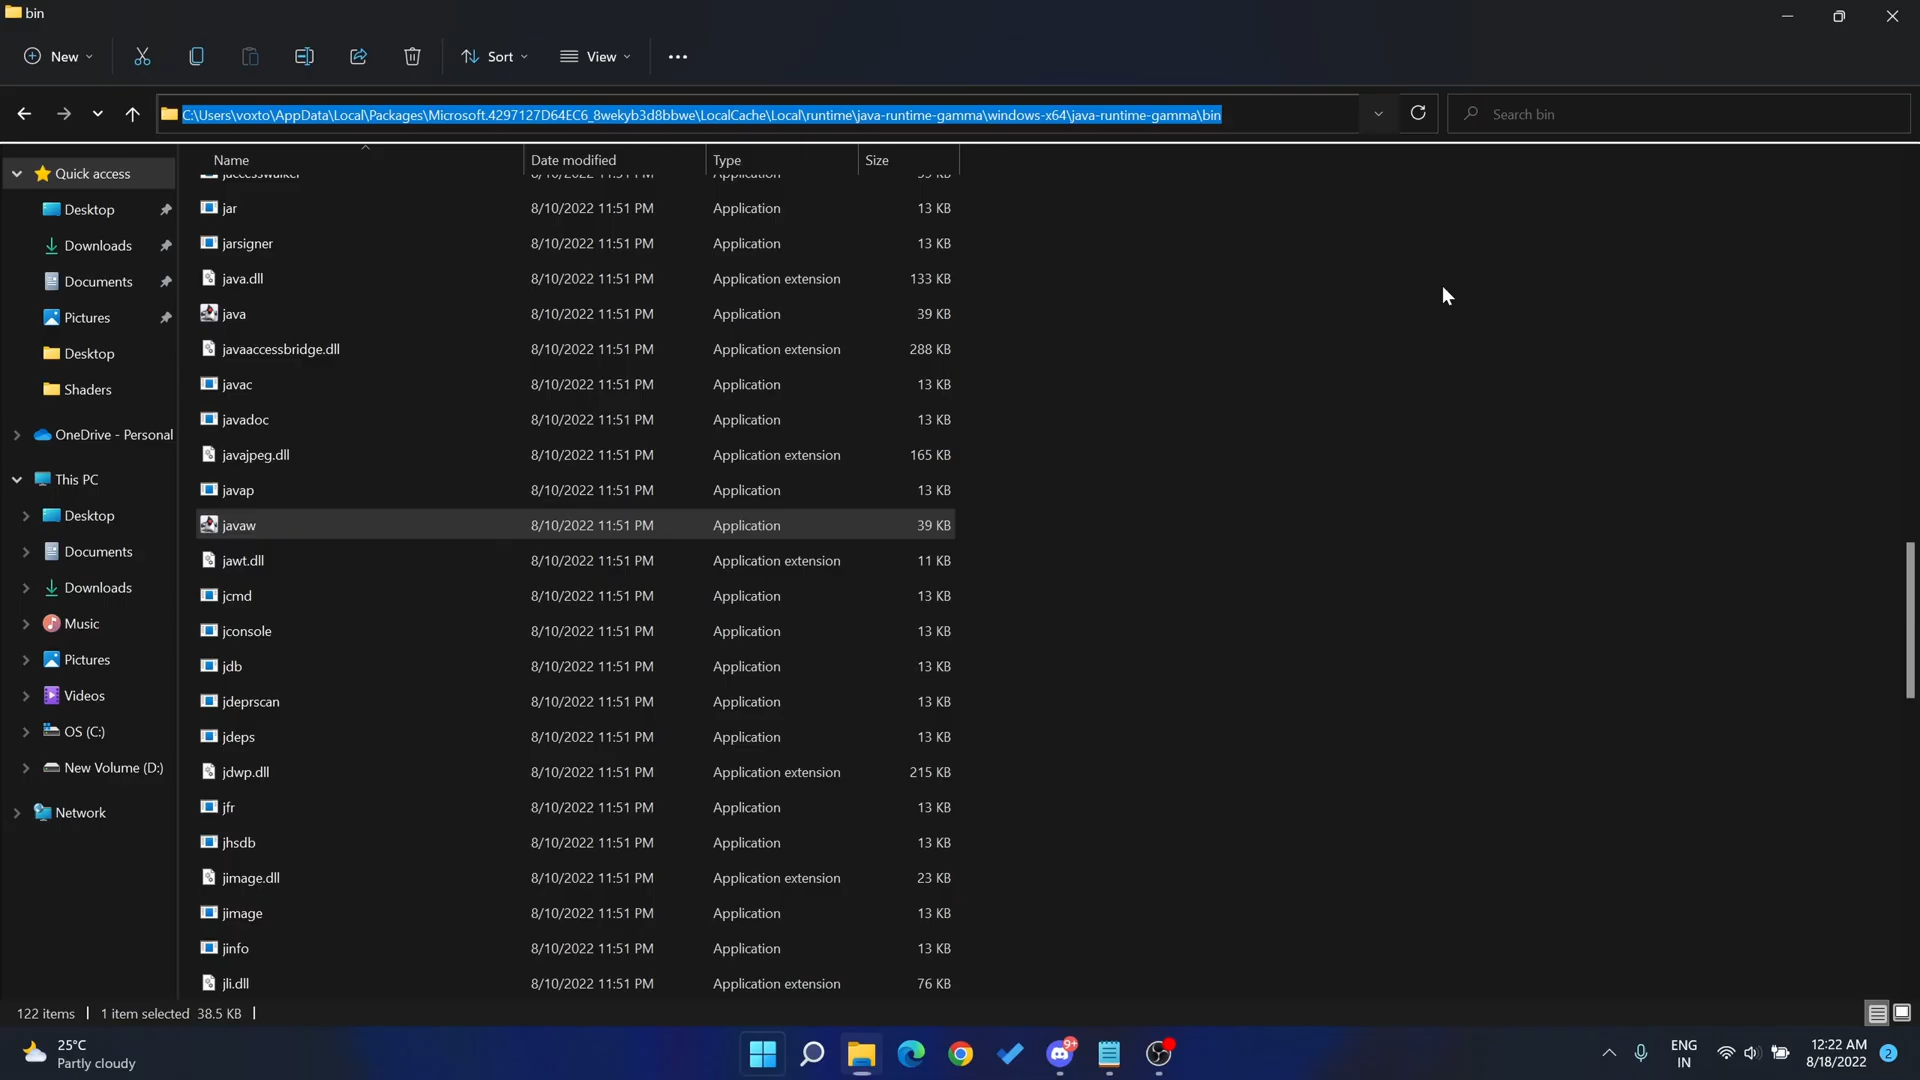 bin
New
Sort
View
C:\Users\voxto\AppData\Local\Packages\Microsoft.4297127D64EC6_8wekyb3d8bbwe\LocalCache\Local\runtime\java-runtime-gamma\windows-x64\java-runtime-gamma\bin
Search bin
Name Date modified Type Size
jaccesswalker 8/10/2022 11:51 PM Application 39 KB
jar 8/10/2022 11:51 PM Application 13 KB
jarsigner 8/10/2022 11:51 PM Application 13 KB
java.dll 8/10/2022 11:51 PM Application extension 133 KB
java 8/10/2022 11:51 PM Application 39 KB
javaaccessbridge.dll 8/10/2022 11:51 PM Application extension 288 KB
javac 8/10/2022 11:51 PM Application 13 KB
javadoc 8/10/2022 11:51 PM Application 13 KB
javajpeg.dll 8/10/2022 11:51 PM Application extension 165 KB
javap 8/10/2022 11:51 PM Application 13 KB
javaw 8/10/2022 11:51 PM Application 39 KB
jawt.dll 8/10/2022 11:51 PM Application extension 11 KB
jcmd 8/10/2022 11:51 PM Application 13 KB
jconsole 8/10/2022 11:51 PM Application 13 KB
jdb 8/10/2022 11:51 PM Application 13 KB
jdeprscan 8/10/2022 11:51 PM Application 13 KB
jdeps 8/10/2022 11:51 PM Application 13 KB
jdwp.dll 8/10/2022 11:51 PM Application extension 215 KB
jfr 8/10/2022 11:51 PM Application 13 KB
jhsdb 8/10/2022 11:51 PM Application 13 KB
jimage.dll 8/10/2022 11:51 PM Application extension 23 KB
jimage 8/10/2022 11:51 PM Application 13 KB
jinfo 8/10/2022 11:51 PM Application 13 KB
jli.dll 8/10/2022 11:51 PM Application extension 76 KB
Quick access
Desktop
Downloads
Documents
Pictures
Desktop
Shaders
OneDrive - Personal
This PC
Desktop
Documents
Downloads
Music
Pictures
Videos
OS (C:)
New Volume (D:)
Network
122 items 1 item selected 38.5 KB
25°C
Partly cloudy
9+
ENG
IN
12:22 AM
8/18/2022
2